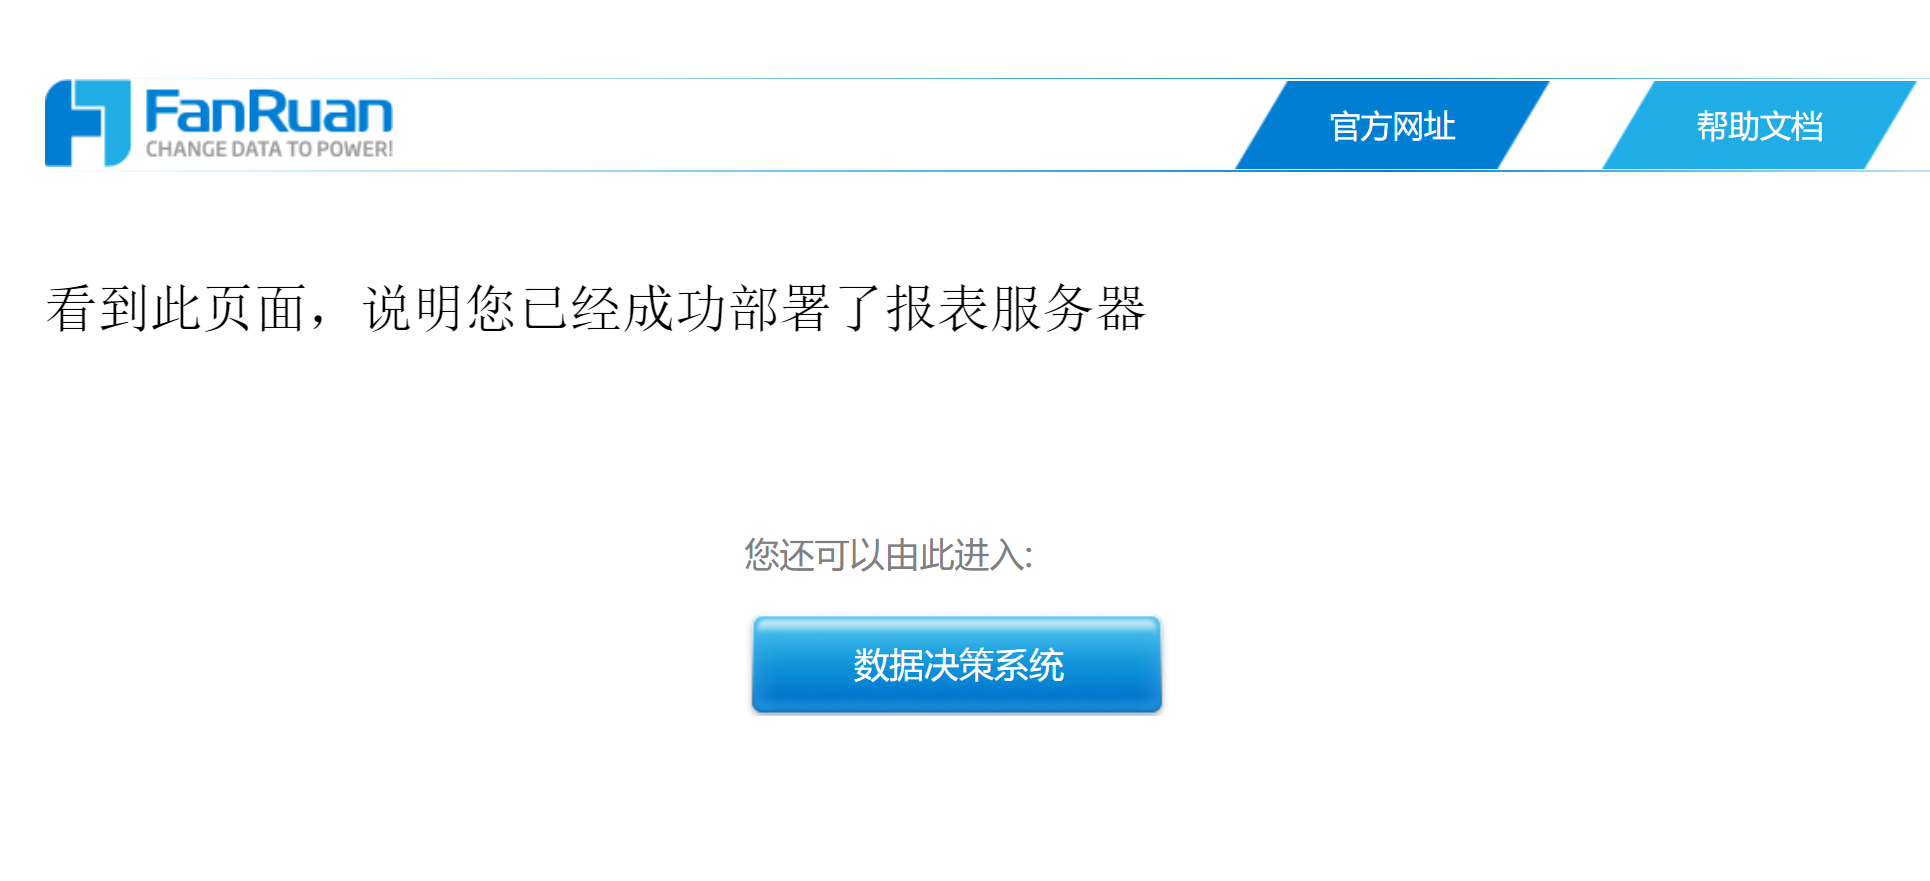 FanRuan
CHANGE DATA TO POWER!
官方网址
帮助文档
看到此页面，说明您已经成功部署了报表服务器
您还可以由此进入:
数据决策系统